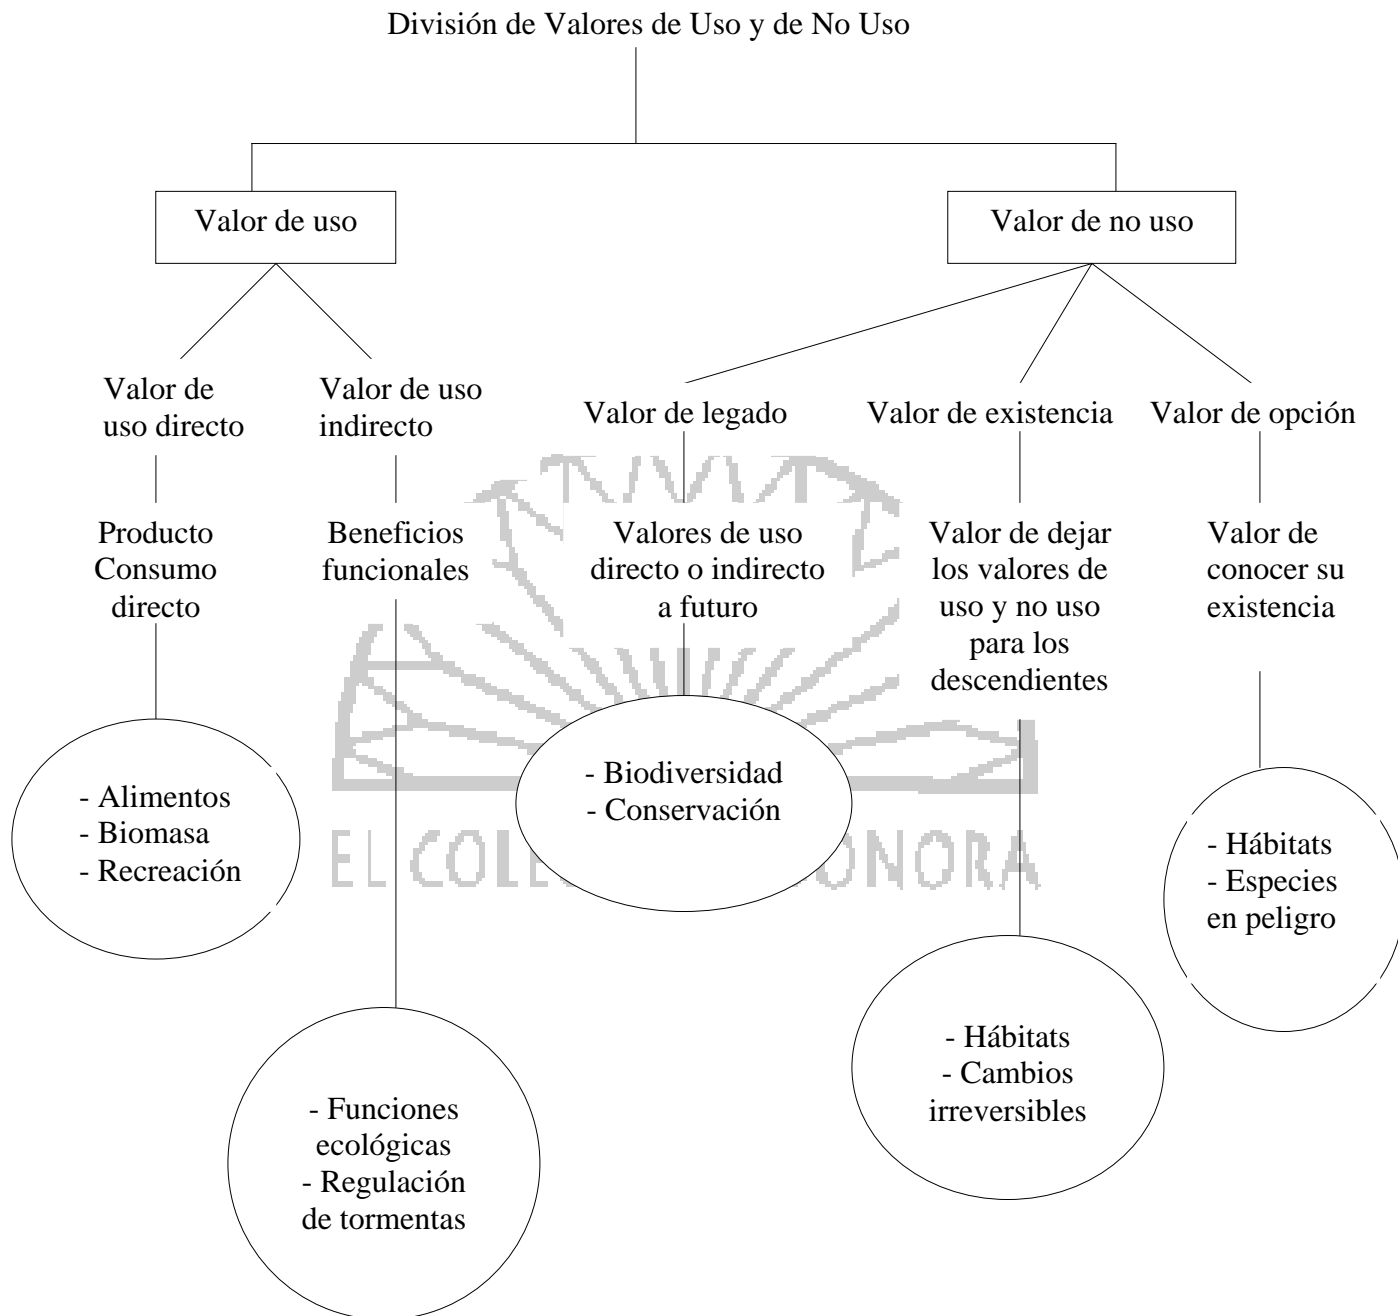 División de Valores de Uso y de No Uso
Valor de uso
Valor de no uso
Valor de
uso directo
Valor de uso
indirecto
Valor de legado
Valor de existencia
Valor de opción
Producto
Consumo
directo
Beneficios
funcionales
Valores de uso
directo o indirecto
a futuro
Valor de dejar
los valores de
uso y no uso
para los
descendientes
Valor de
conocer su
existencia
- Alimentos
- Biomasa
- Recreación
- Biodiversidad
- Conservación
- Hábitats
- Especies
en peligro
- Hábitats
- Cambios
irreversibles
- Funciones
ecológicas
- Regulación
de tormentas
EL